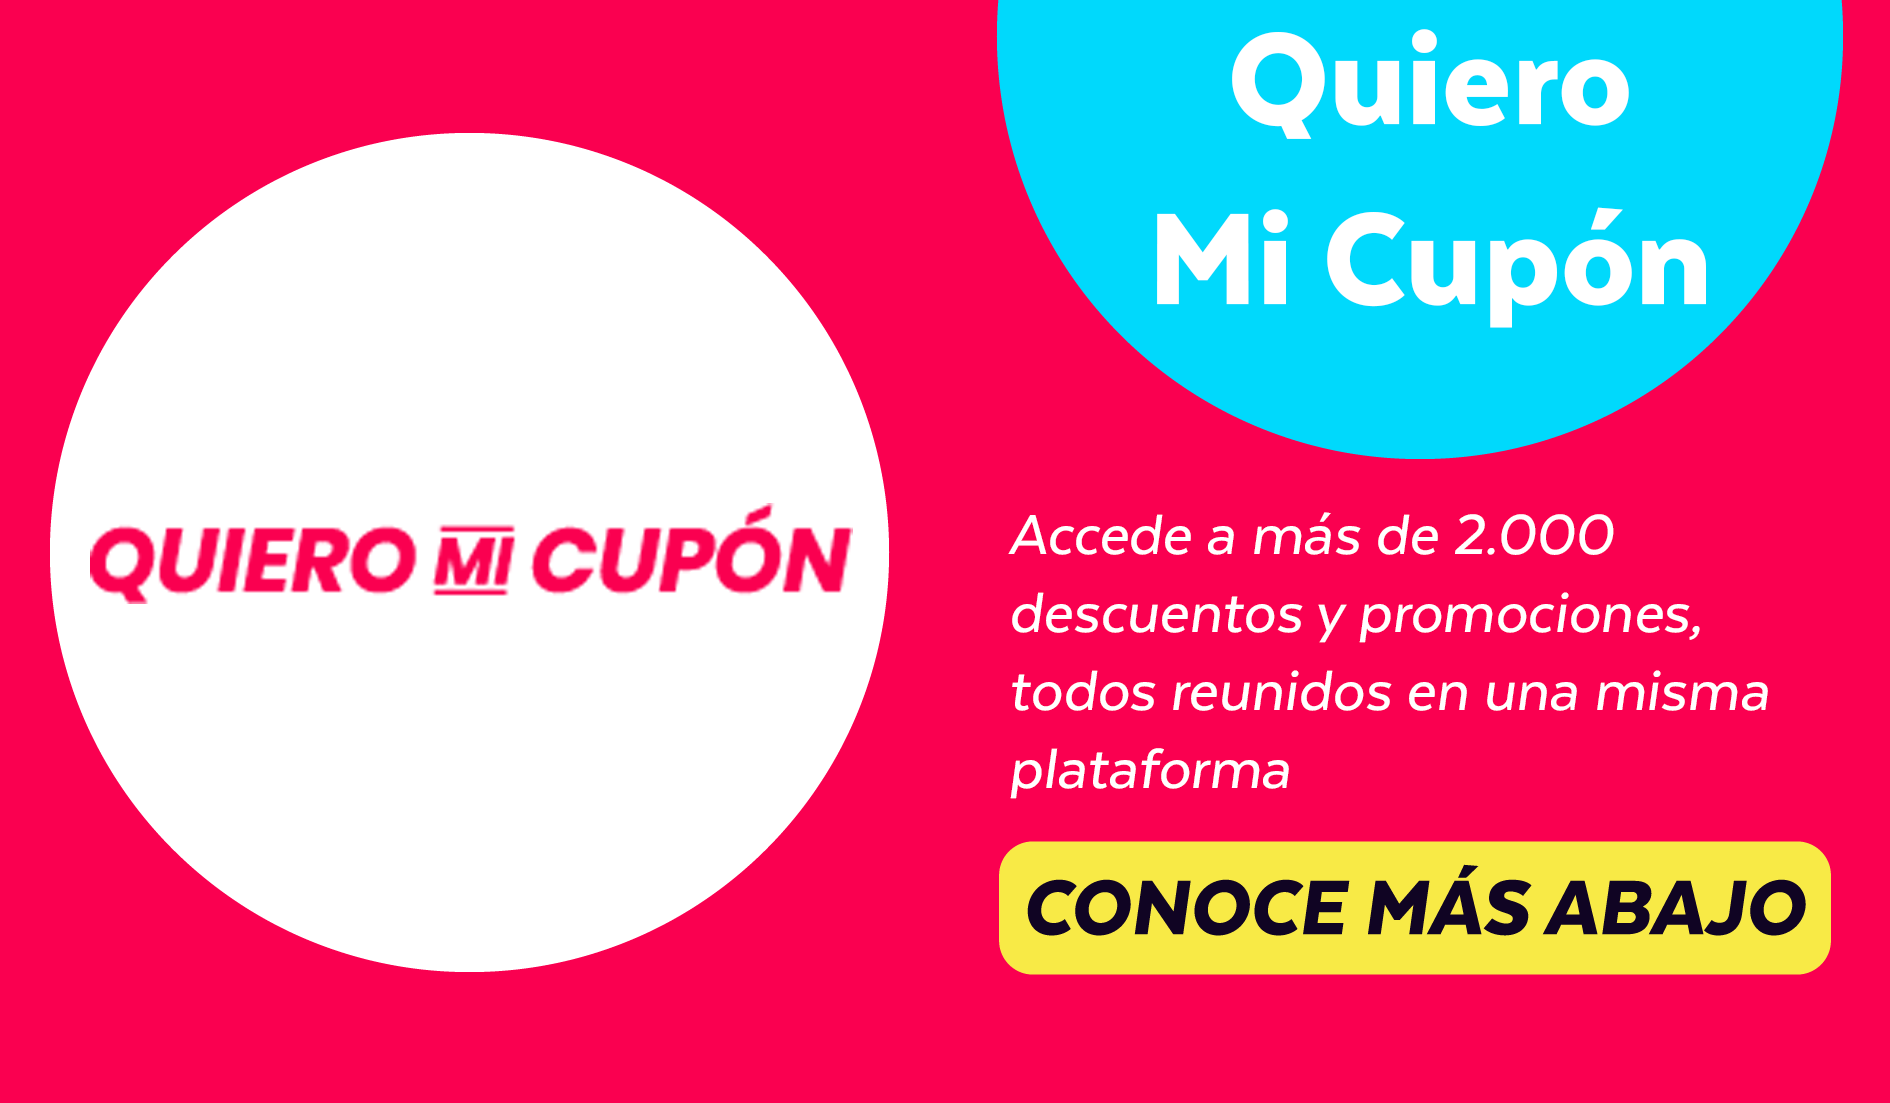 QUIERO MI CUPÓN
Quiero
Mi Cupón
Accede a más de 2.000
descuentos y promociones,
todos reunidos en una misma
plataforma
CONOCE MÁS ABAJO